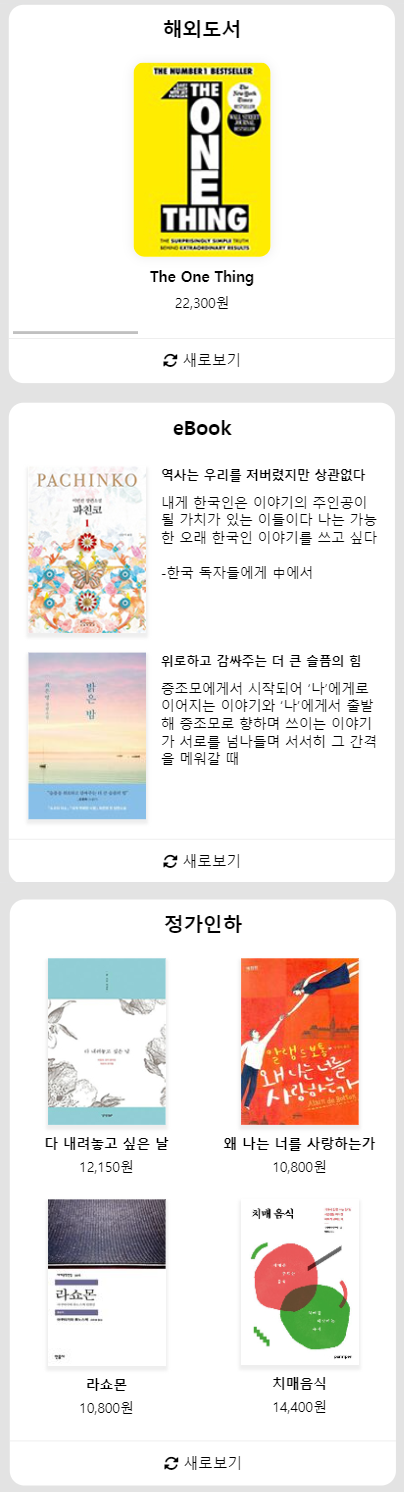 해외도서
THE NUMBER 1 BESTSELLER
The New York Times
BESTSELLER
WALL STREET JOURNAL
BESTSELLER
THE
ONE
THING
THE SURPRISINGLY SIMPLE TRUTH
BEHIND EXTRAORDINARY RESULTS
The One Thing
22,300원
새로보기
eBook
PACHINKO
파친코
1
역사는 우리를 저버렸지만 상관없다
내게 한국인은 이야기의 주인공이
될 가치가 있는 이들이다 나는 가능
한 오래 한국인 이야기를 쓰고 싶다
-한국 독자들에게 中에서
밝은 밤
위로하고 감싸주는 더 큰 슬픔의 힘
증조모에게서 시작되어 ‘나’에게로
이어지는 이야기와 ‘나’에게서 출발
해 증조모로 향하며 쓰이는 이야기
가 서로를 넘나들며 서서히 그 간격
을 메워갈 때
새로보기
정가인하
다 내려놓고 싶은 날
알랭 드 보통
왜 나는 너를
사랑하는가
Alain de Botton
다 내려놓고 싶은 날
12,150원
왜 나는 너를 사랑하는가
10,800원
라쇼몬
치매 음식
라쇼몬
10,800원
치매음식
14,400원
새로보기